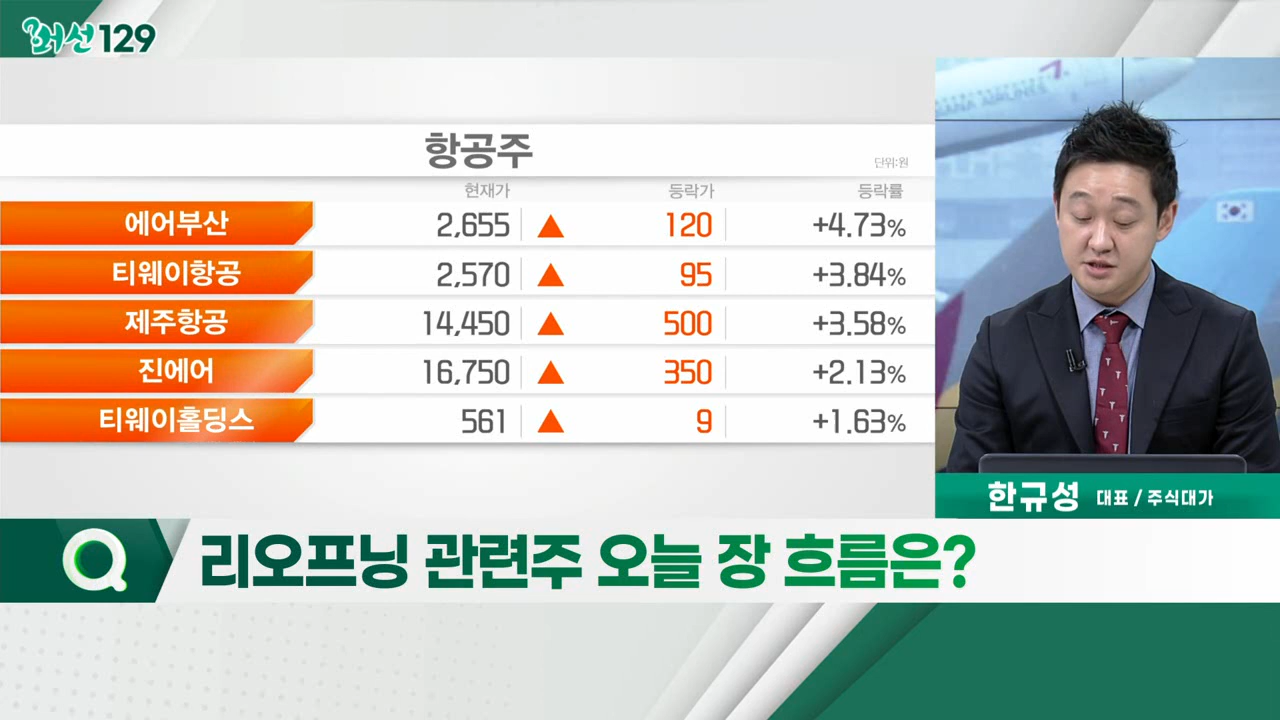 머선129
항공주
단위:원
현재가 등락가 등락률
에어부산 2,655 ▲ 120 +4.73%
티웨이항공 2,570 ▲ 95 +3.84%
제주항공 14,450 ▲ 500 +3.58%
진에어 16,750 ▲ 350 +2.13%
티웨이홀딩스 561 ▲ 9 +1.63%
한규성 대표 / 주식대가
Q 리오프닝 관련주 오늘 장 흐름은?